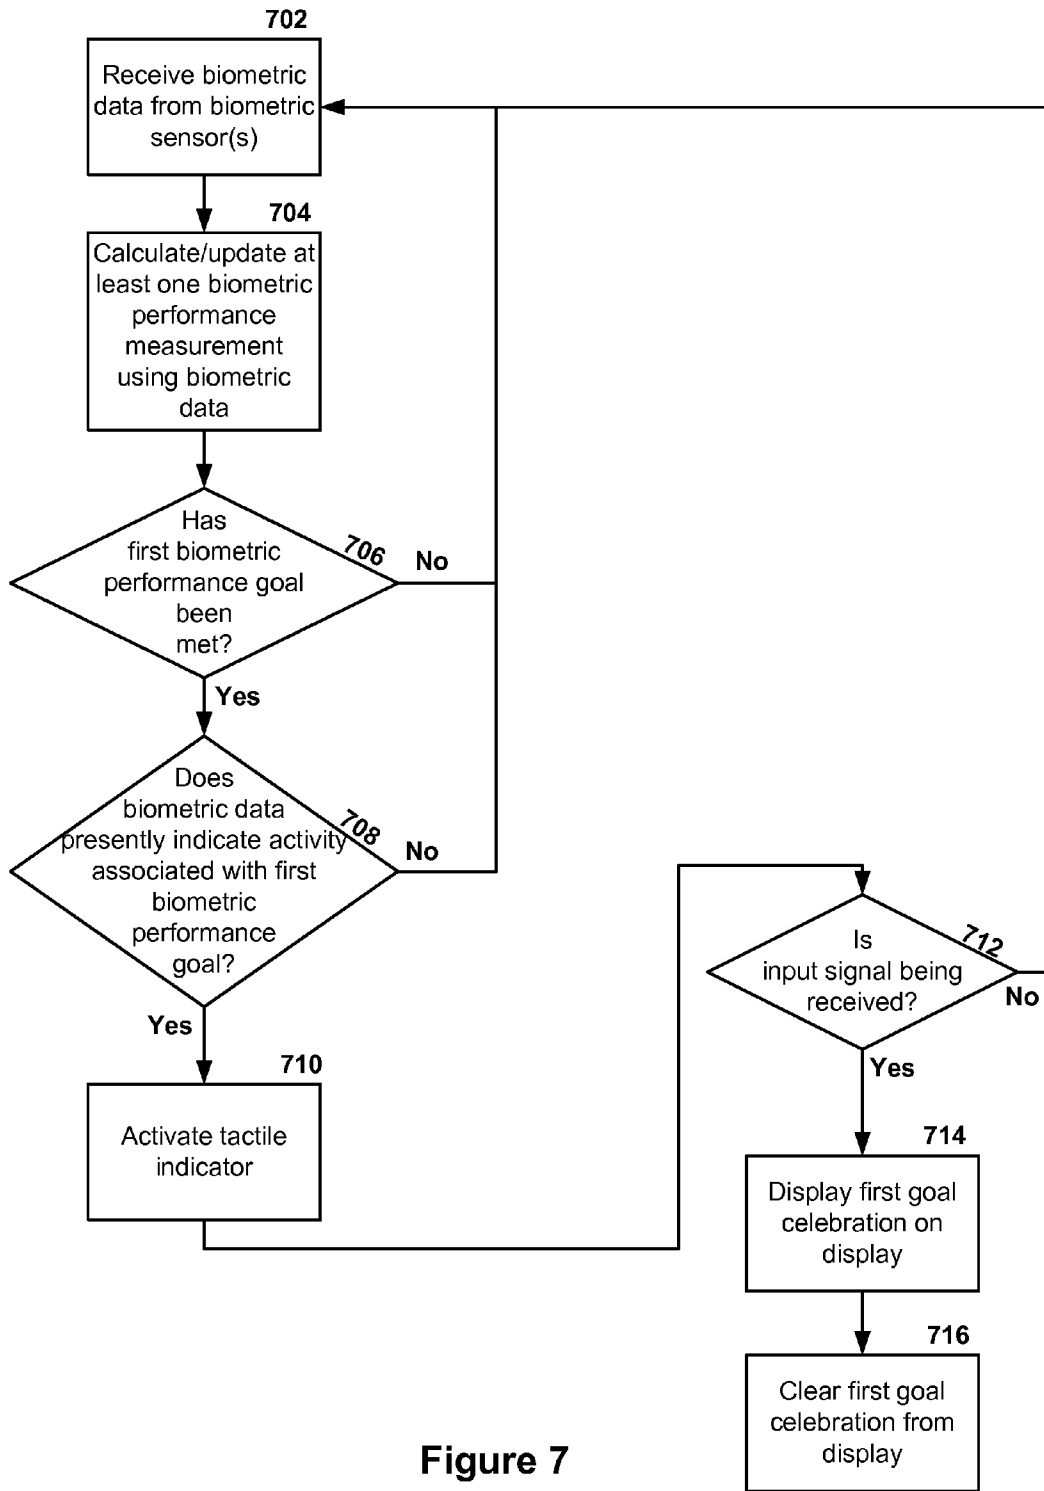 702
Receive biometric
data from biometric
sensor(s)
704
Calculate/update at
least one biometric
performance
measurement
using biometric
data
Has
first biometric
performance goal
been
met?
706
No
Yes
Does
biometric data
presently indicate activity
associated with first
biometric
performance
goal?
708
No
Yes
710
Activate tactile
indicator
Is
input signal being
received?
712
No
Yes
714
Display first goal
celebration on
display
716
Clear first goal
celebration from
display
Figure 7